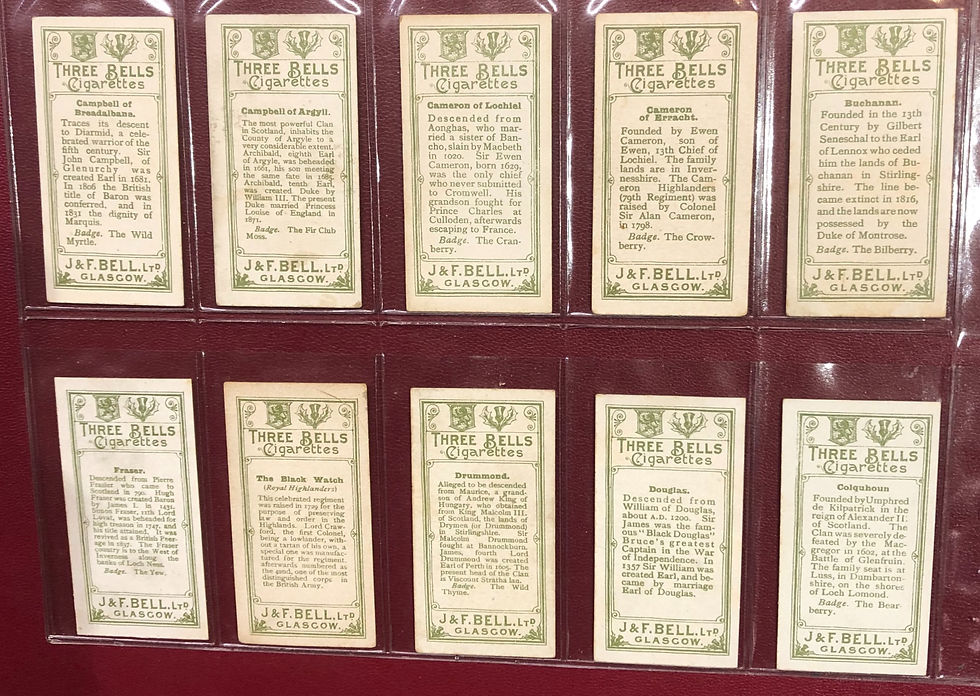 THREE BELLS
Cigarettes
Campbell of
Breadalbane.
Traces its descent
to Diarmid, a cele-
brated warrior of the
fifth century. Sir
John Campbell, of
Glenurchy was
created Earl in 1681.
In 1806 the British
title of Baron was
conferred, and in
1831 the dignity of
Marquis.
Badge. The Wild
Myrtle.
J & F. BELL. LTD
GLASGOW.
THREE BELLS
Cigarettes
Campbell of Argyll.
The most powerful Clan
in Scotland, inhabits the
County of Argyle to a
very considerable extent.
Archibald, eighth Earl
of Argyle, was beheaded
in 1661, his son meeting
the same fate in 1685.
Archibald, tenth Earl,
was created Duke by
William III. The present
Duke married Princess
Louise of England in
1871.
Badge. The Fir Club
Moss.
J & F. BELL. LTD
GLASGOW.
THREE BELLS
Cigarettes
Cameron of Lochiel
Descended from
Aonghas, who mar-
ried a sister of Ban-
cho, slain by Macbeth
in 1020. Sir Ewen
Cameron, born 1629,
was the only chief
who never submitted
to Cromwell. His
grandson fought for
Prince Charles at
Culloden, afterwards
escaping to France.
Badge. The Cran-
berry.
J & F. BELL. LTD
GLASGOW.
THREE BELLS
Cigarettes
Cameron
of Erracht.
Founded by Ewen
Cameron, son of
Ewen, 13th Chief of
Lochiel. The family
lands are in Inver-
nesshire. The Cam-
eron Highlanders
(79th Regiment) was
raised by Colonel
Sir Alan Cameron,
in 1798.
Badge. The Crow-
berry.
J & F. BELL. LTD
GLASGOW.
THREE BELLS
Cigarettes
Buchanan.
Founded in the 13th
Century by Gilbert
Seneschal to the Earl
of Lennox who ceded
him the lands of Bu-
chanan in Stirling-
shire. The line be-
came extinct in 1816,
and the lands are now
possessed by the
Duke of Montrose.
Badge. The Bilberry.
J & F. BELL. LTD
GLASGOW.
THREE BELLS
Cigarettes
Fraser.
Descended from Pierre
Frasler who came to
Scotland in 790. Hugh
Fraser was created Baron
by James I. in 1431.
Simon Fraser, 12th Lord
Lovat, was beheaded for
high treason in 1747, and
his title attainted. It was
revived as a British Peer-
age in 1837. The Fraser
country is to the West of
Inverness along the
banks of Loch Ness.
Badge. The Yew.
J & F. BELL. LTD
GLASGOW.
THREE BELLS
Cigarettes
The Black Watch
(Royal Highlanders)
This celebrated regiment
was raised in 1729 for the
purpose of preserving
law and order in the
Highlands. Lord Craw-
ford, the first Colonel,
being a lowlander, with-
out a tartan of his own, a
special one was manufac-
tured for the regiment,
afterwards numbered as
the 42nd, one of the most
distinguished corps in
the British Army.
J & F. BELL. LTD
GLASGOW.
THREE BELLS
Cigarettes
Drummond.
Alleged to be descended
from Maurice, a grand-
son of Andrew King of
Hungary, who obtained
from King Malcolm III.
of Scotland, the lands of
Drymen (or Drummond)
in Stirlingshire. Sir
Malcolm Drummond
fought at Bannockburn.
James, fourth Lord
Drummond was created
Earl of Perth in 1605. The
present head of the Clan
is Viscount Strathallan.
Badge. The Wild
Thyme.
J & F. BELL. LTD
GLASGOW.
THREE BELLS
Cigarettes
Douglas.
Descended from
William of Douglas,
about A.D. 1200. Sir
James was the fam-
ous "Black Douglas"
Bruce's greatest
Captain in the War
of Independence. In
1357 Sir William was
created Earl, and be-
came by marriage
Earl of Douglas.
J & F. BELL. LTD
GLASGOW.
THREE BELLS
Cigarettes
Colquhoun
Founded by Umphred
de Kilpatrick in the
reign of Alexander II.
of Scotland. The
Clan was severely de-
feated by the Mac-
gregor in 1602, at the
Battle of Glenfruin.
The family seat is at
Luss, in Dumbarton-
shire, on the shores
of Loch Lomond.
Badge. The Bear-
berry.
J & F. BELL. LTD
GLASGOW.